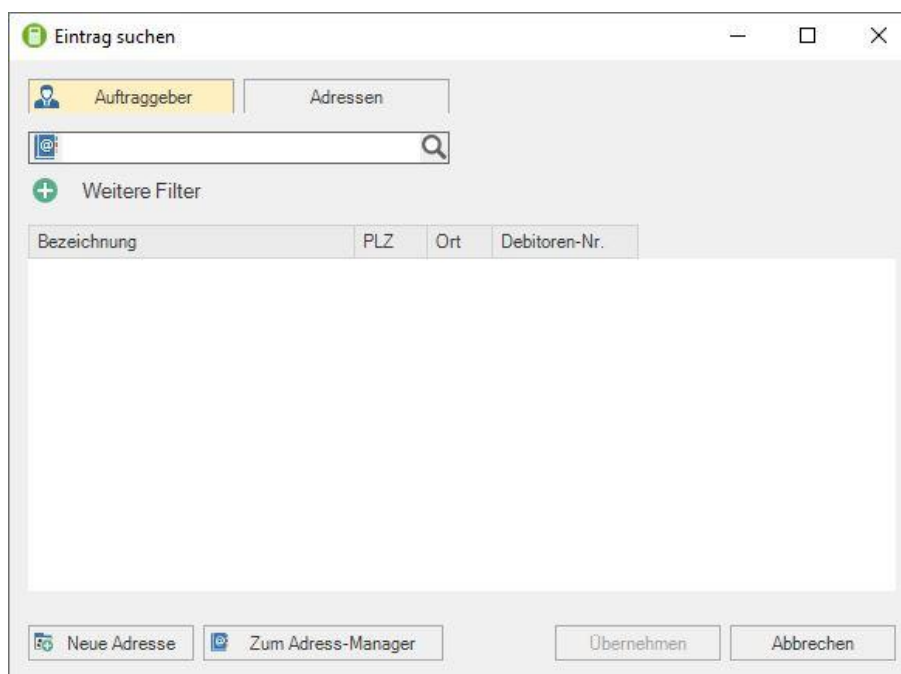 Eintrag suchen
Auftraggeber Adressen
Weitere Filter
Bezeichnung PLZ Ort Debitoren-Nr.
Neue Adresse Zum Adress-Manager Übernehmen Abbrechen